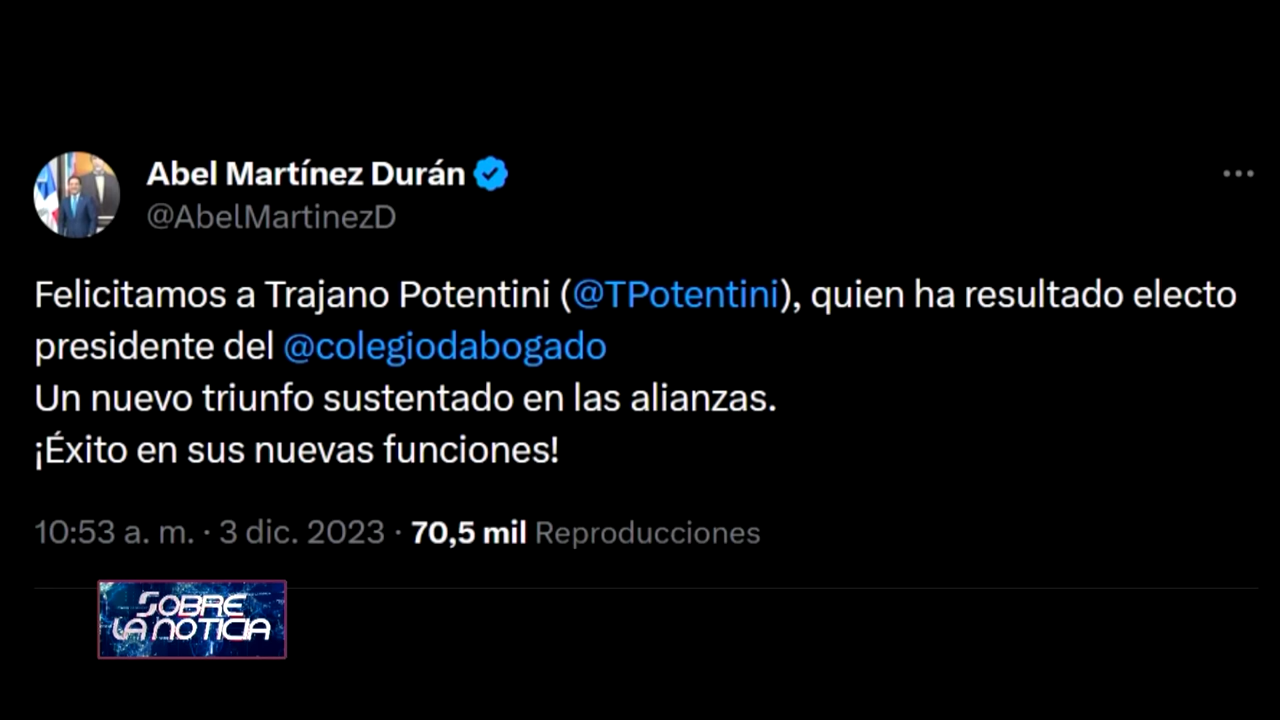 Abel Martínez Durán
@AbelMartinezD
Felicitamos a Trajano Potentini (@TPotentini), quien ha resultado electo
presidente del @colegiodabogado
Un nuevo triunfo sustentado en las alianzas.
¡Éxito en sus nuevas funciones!
10:53 a. m. · 3 dic. 2023 · 70,5 mil Reproducciones
SOBRE
LA NOTICIA